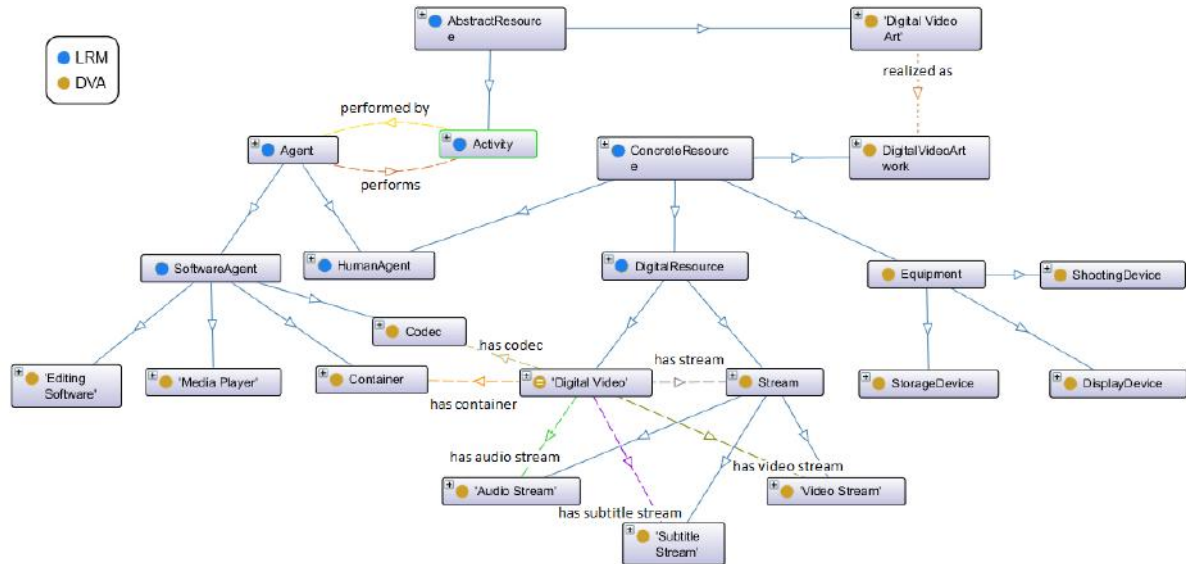 AbstractResourc
e
'Digital Video
Art'
LRM
DVA
realized as
performed by
Agent
Activity
ConcreteResourc
e
DigitalVideoArt
work
performs
SoftwareAgent
HumanAgent
DigitalResource
Equipment
ShootingDevice
Codec
has codec
has stream
'Editing
Software'
'Media Player'
Container
'Digital Video'
Stream
StorageDevice
DisplayDevice
has container
has audio stream
has video stream
'Audio Stream'
'Video Stream'
has subtitle stream
'Subtitle
Stream'